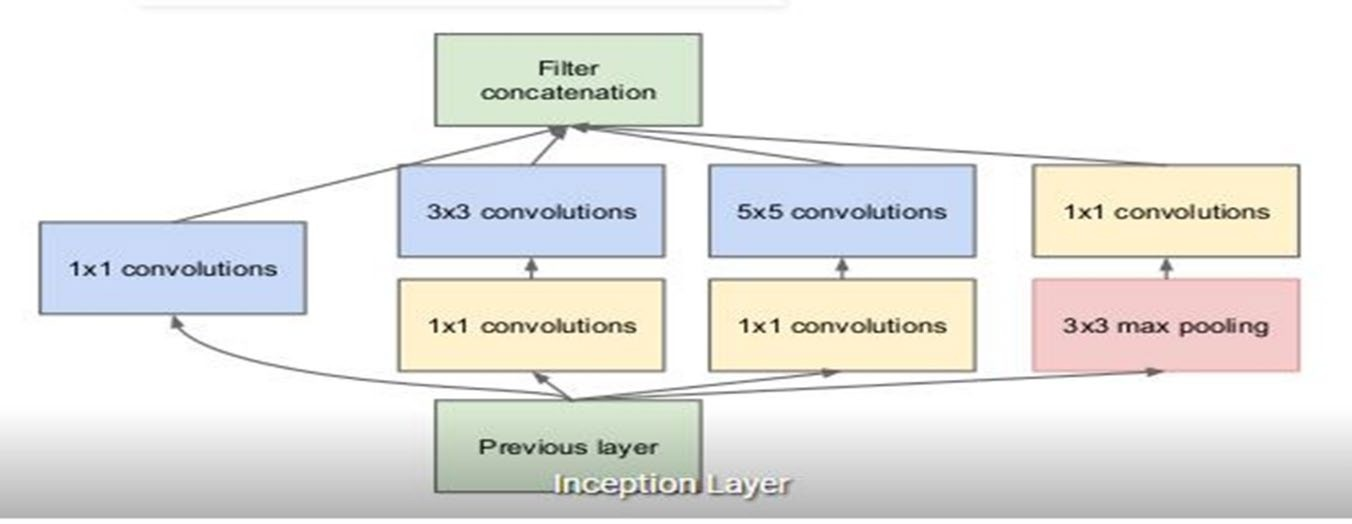 Filter
concatenation
3x3 convolutions
5x5 convolutions
1x1 convolutions
1x1 convolutions
1x1 convolutions
1x1 convolutions
3x3 max pooling
Previous layer
Inception Layer